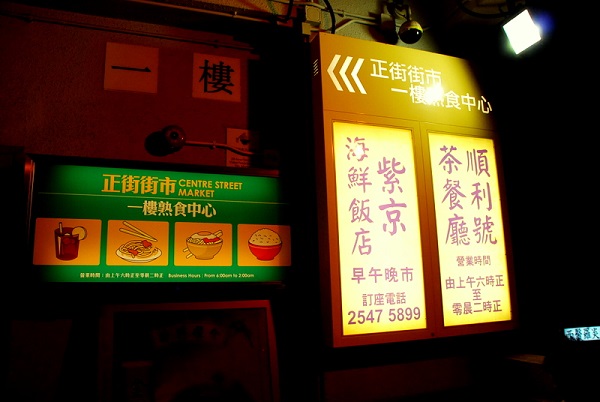 一樓
正街街市 CENTRE STREET MARKET
一樓熟食中心
營業時間：由上午六時正至零晨二時正 Business Hours : From 6:00am to 2:00am
正街街市
一樓熟食中心
紫京
海鮮飯店
早午晚市
訂座電話
2547 5899
順利號
茶餐廳
營業時間
由上午六時正
至
零晨二時正